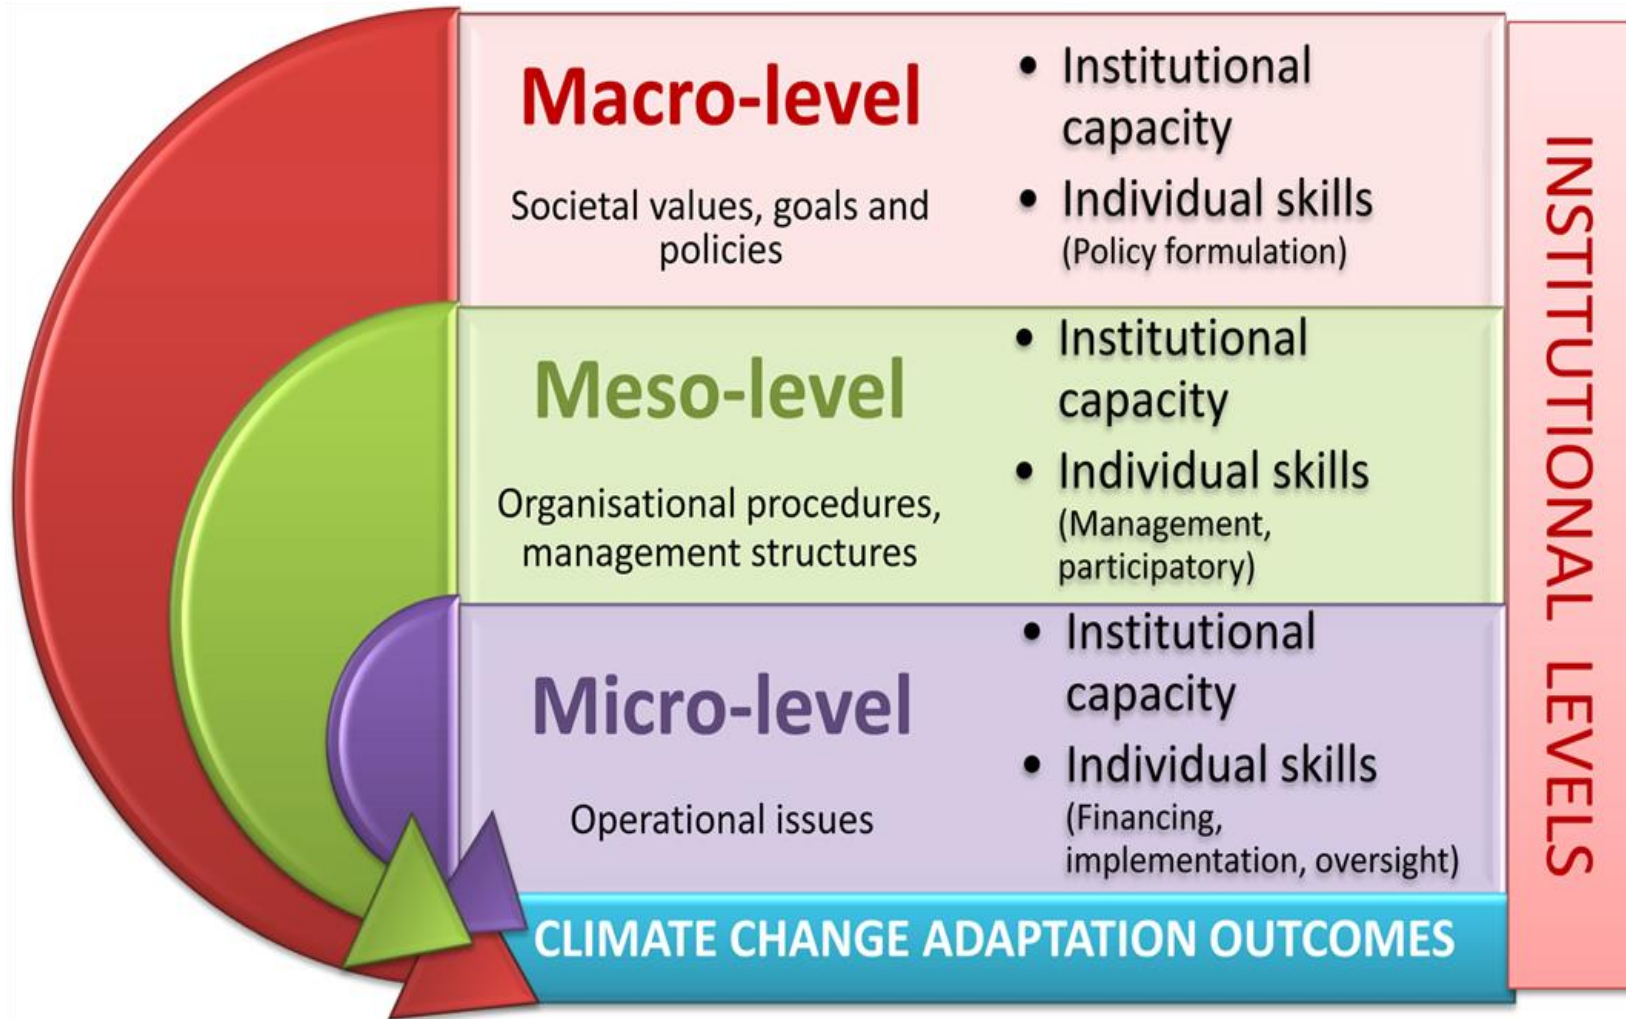 Macro-level
Societal values, goals and
policies
• Institutional
capacity
• Individual skills
(Policy formulation)
Meso-level
Organisational procedures,
management structures
• Institutional
capacity
• Individual skills
(Management,
participatory)
Micro-level
Operational issues
• Institutional
capacity
• Individual skills
(Financing,
implementation, oversight)
CLIMATE CHANGE ADAPTATION OUTCOMES
INSTITUTIONAL LEVELS